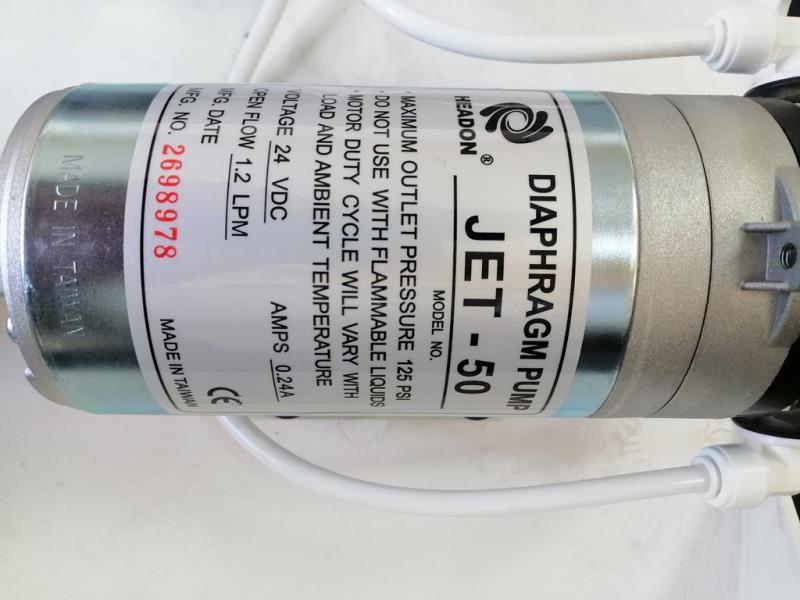 DIAPHRAGM PUMP
HEADON ®
MODEL NO.
JET - 50
• MAXIMUM OUTLET PRESSURE 125 PSI
• DO NOT USE WITH FLAMMABLE LIQUIDS
• MOTOR DUTY CYCLE WILL VARY WITH
LOAD AND AMBIENT TEMPERATURE
VOLTAGE 24 VDC
AMPS 0.24A
OPEN FLOW 1.2 LPM
MFG. DATE
MFG. NO. 2698978
CE
MADE IN TAIWAN
MADE IN TAIWAN